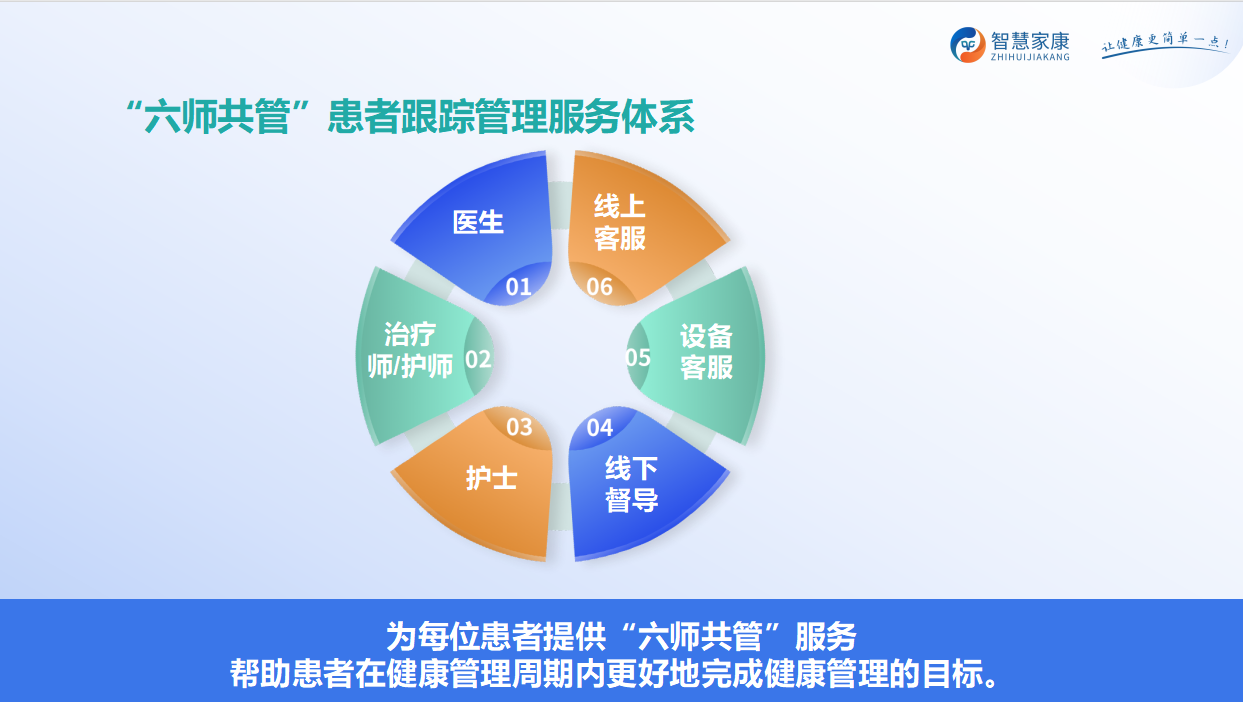 智慧家康
ZHIHUIJIAKANG
让健康更简单一点!
“六师共管”患者跟踪管理服务体系
医生
01
线上
客服
06
治疗
师/护师
02
设备
客服
05
护士
03
线下
督导
04
为每位患者提供“六师共管”服务
帮助患者在健康管理周期内更好地完成健康管理的目标。